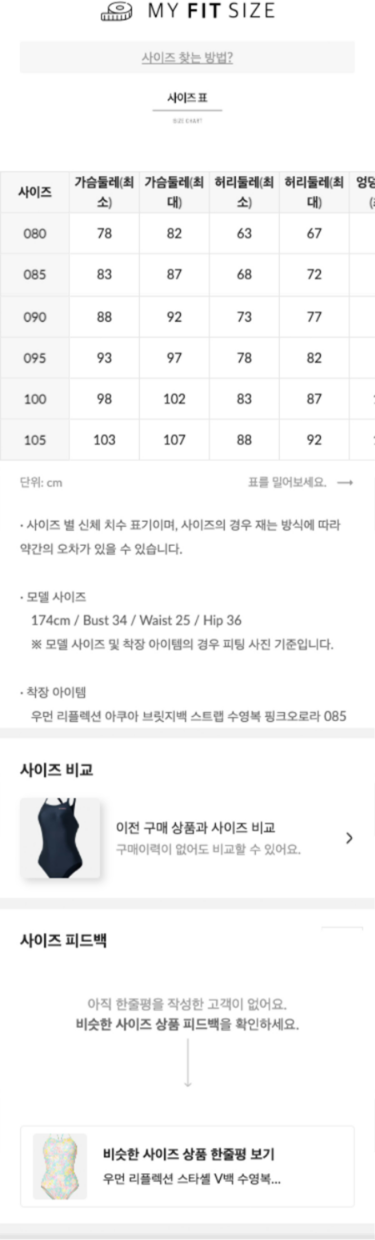 MY FIT SIZE
사이즈 찾는 방법?
사이즈 표
SIZE CHART
사이즈 가슴둘레(최소) 가슴둘레(최대) 허리둘레(최소) 허리둘레(최대)
080 78 82 63 67
085 83 87 68 72
090 88 92 73 77
095 93 97 78 82
100 98 102 83 87
105 103 107 88 92
단위: cm 표를 밀어보세요. →
· 사이즈 별 신체 치수 표기이며, 사이즈의 경우 재는 방식에 따라
약간의 오차가 있을 수 있습니다.
· 모델 사이즈
174cm / Bust 34 / Waist 25 / Hip 36
※ 모델 사이즈 및 착장 아이템의 경우 피팅 사진 기준입니다.
· 착장 아이템
우먼 리플렉션 아쿠아 브릿지백 스트랩 수영복 핑크오로라 085
사이즈 비교
이전 구매 상품과 사이즈 비교
구매이력이 없어도 비교할 수 있어요.
사이즈 피드백
아직 한줄평을 작성한 고객이 없어요.
비슷한 사이즈 상품 피드백을 확인하세요.
비슷한 사이즈 상품 한줄평 보기
우먼 리플렉션 스타셀 V백 수영복...